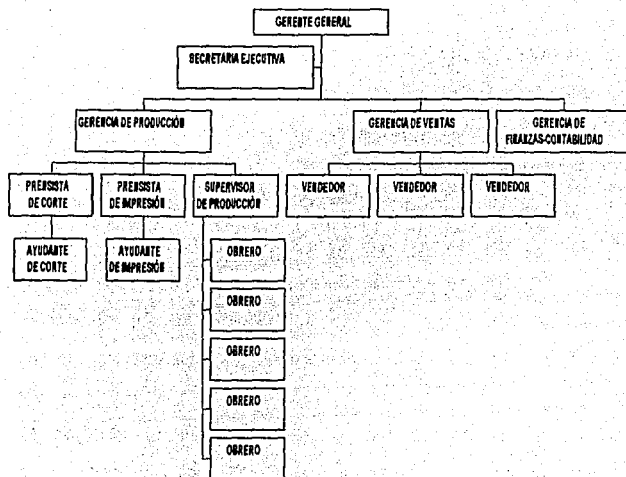 GERENTE GENERAL
SECRETARIA EJECUTIVA
GERENCIA DE PRODUCCIÓN
GERENCIA DE VENTAS
GERENCIA DE
FINANZAS-CONTABILIDAD
PRENSISTA
DE CORTE
PRENSISTA
DE IMPRESIÓN
SUPERVISOR
DE PRODUCCIÓN
VENDEDOR
VENDEDOR
VENDEDOR
AYUDANTE
DE CORTE
AYUDANTE
DE IMPRESIÓN
OBRERO
OBRERO
OBRERO
OBRERO
OBRERO